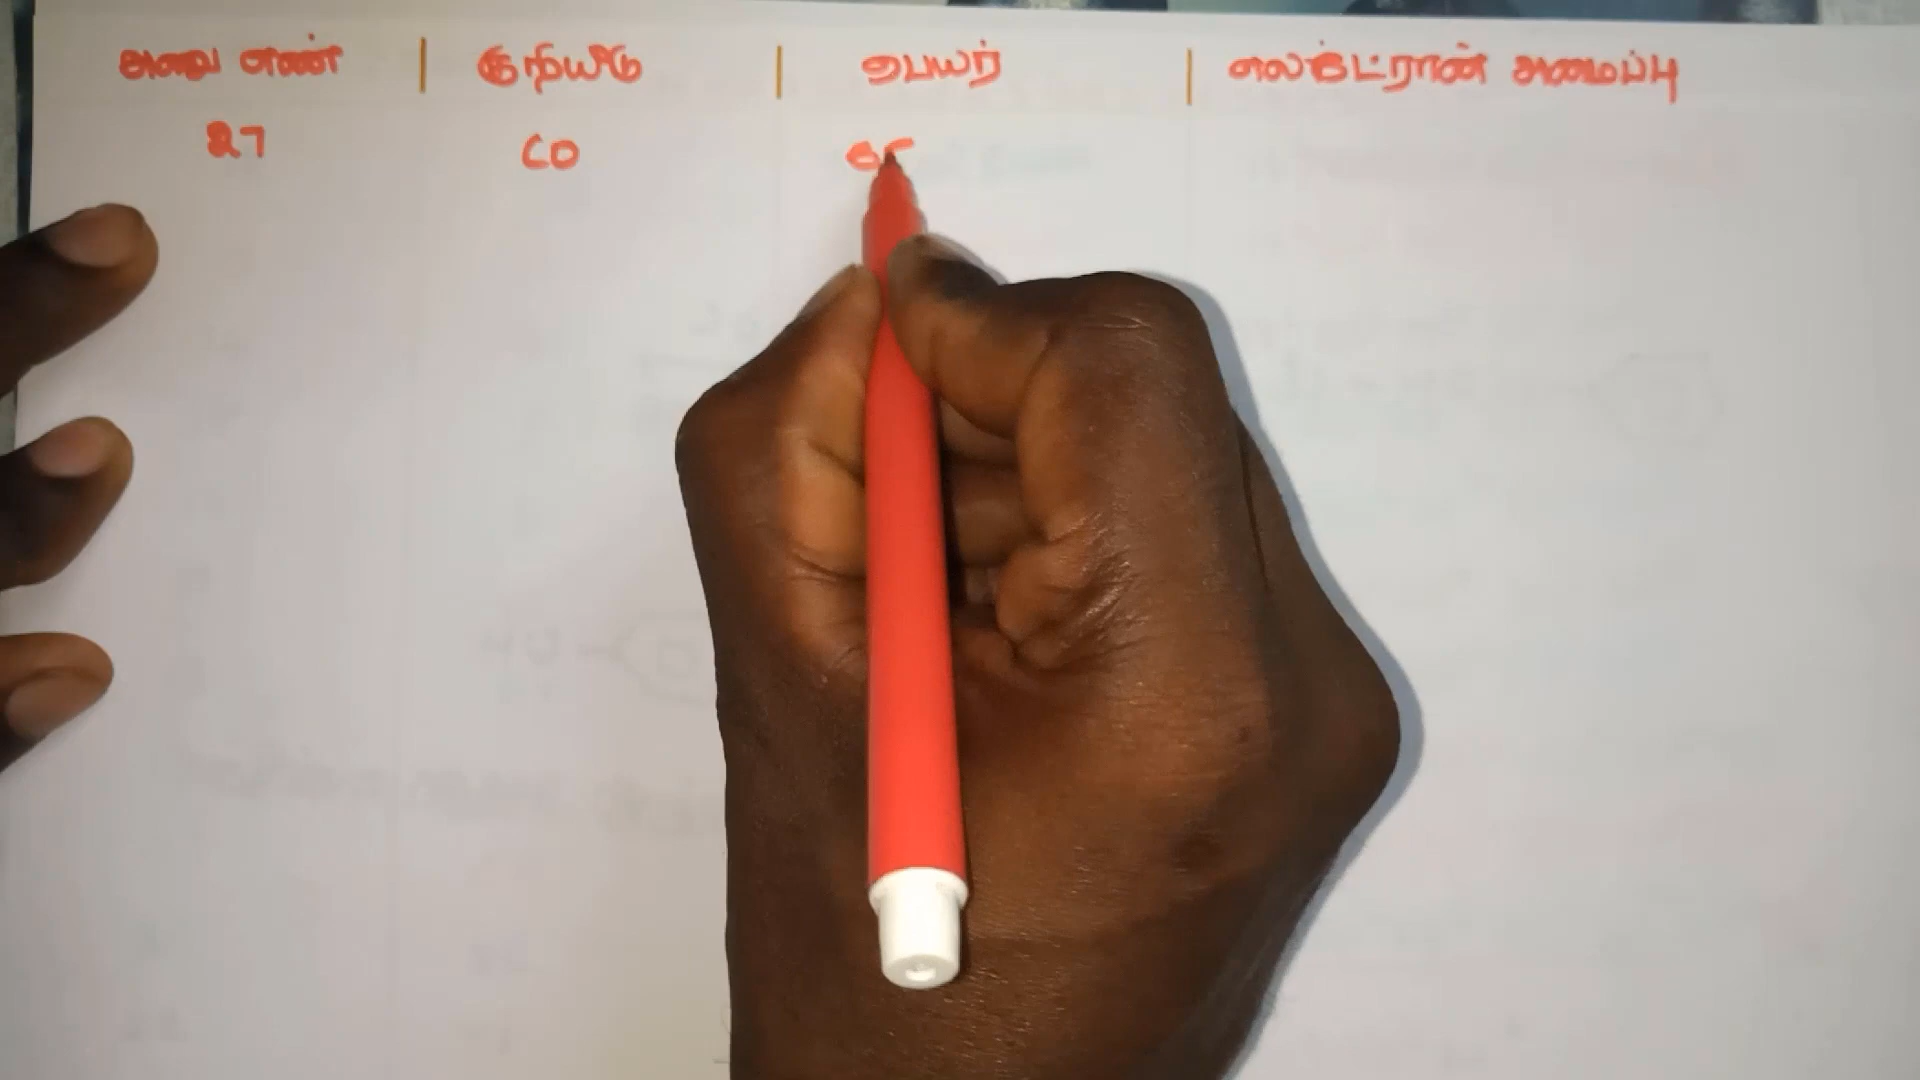 அணு எண் | குறியீடு | பெயர் | எலக்ட்ரான் அமைப்பு
27 CO